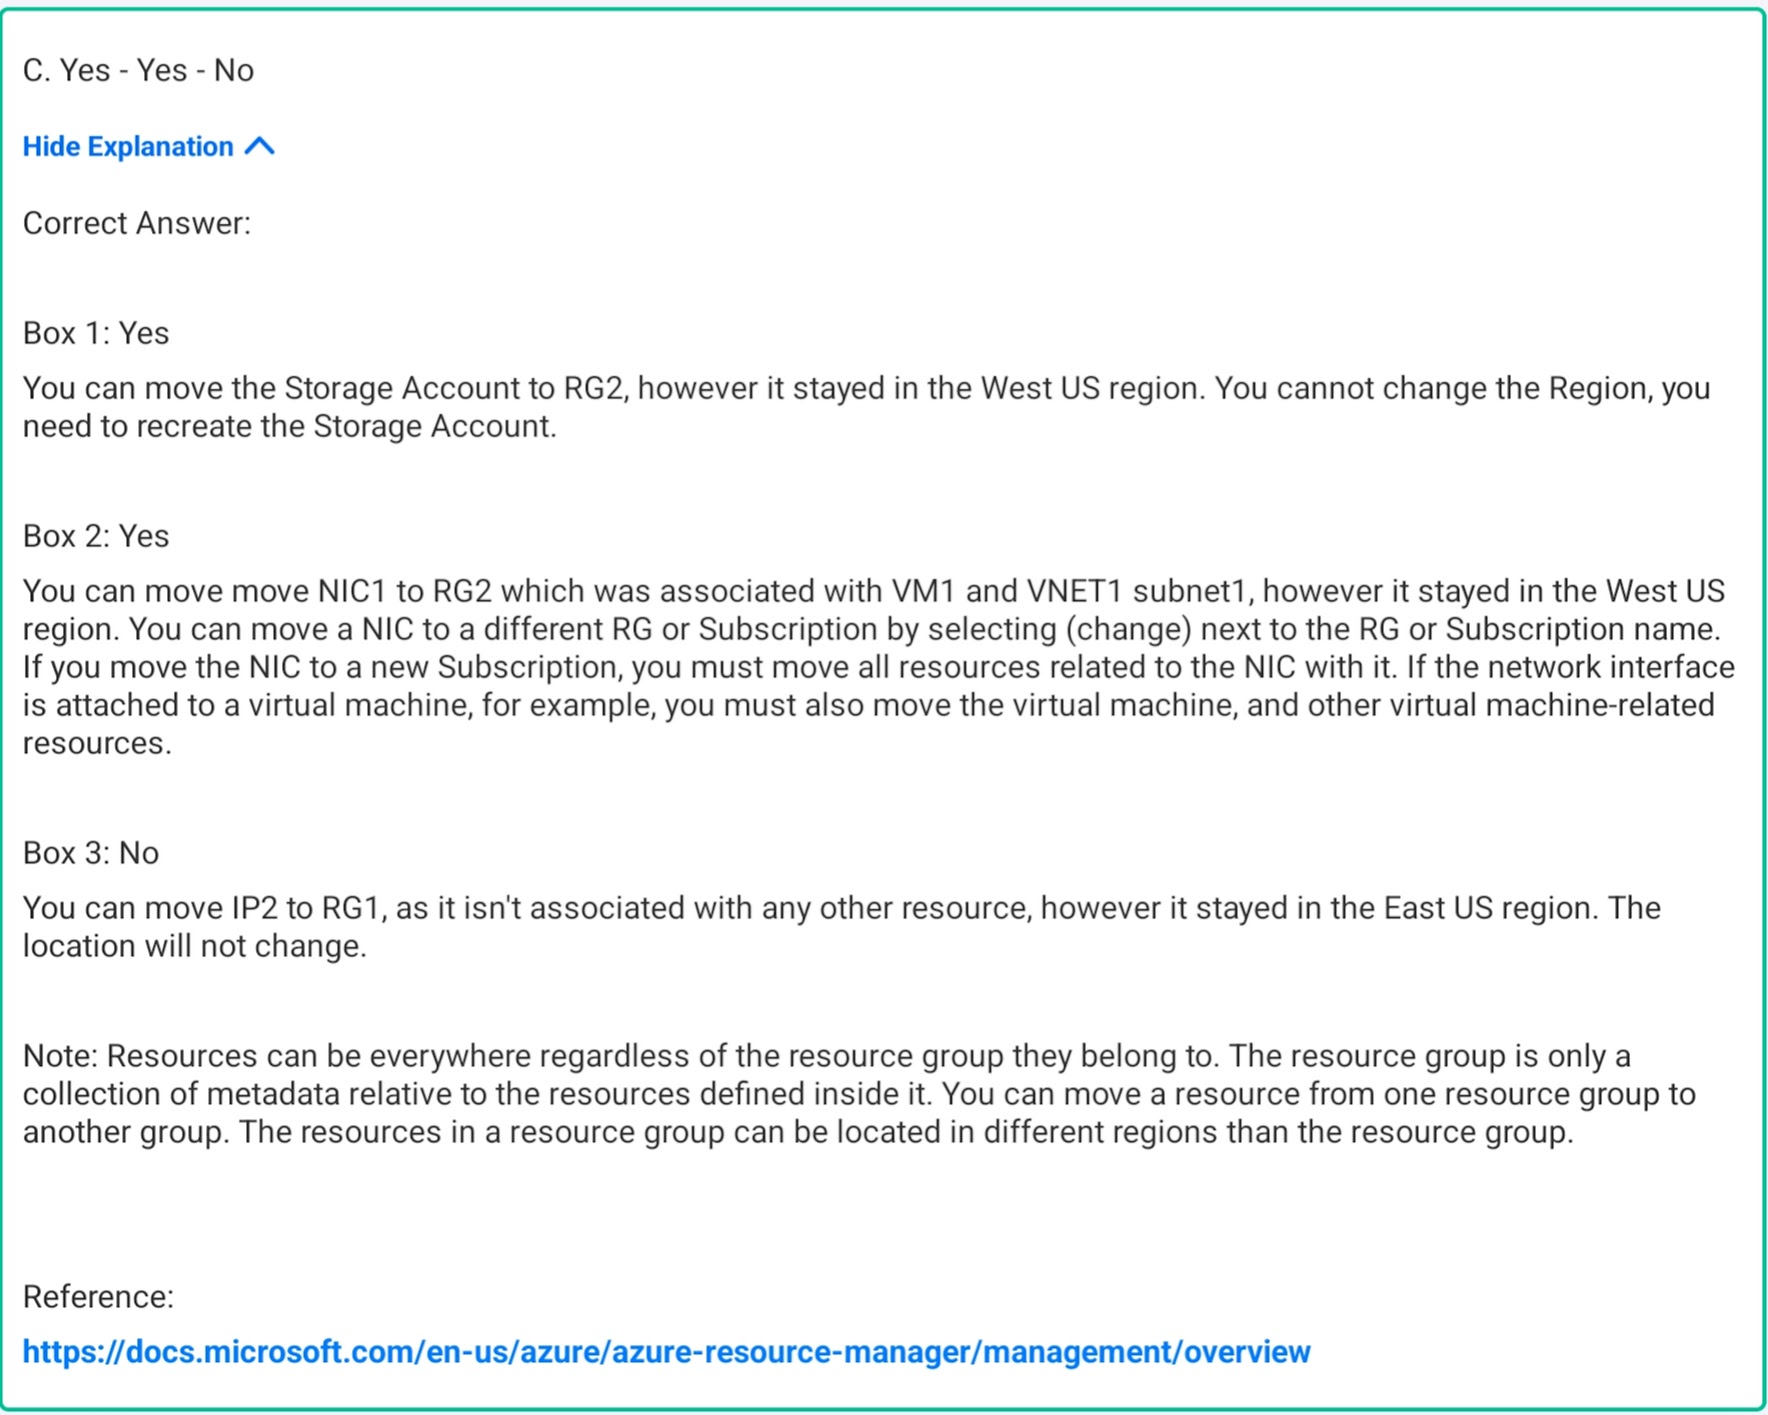 C. Yes - Yes - No
Hide Explanation
Correct Answer:
Box 1: Yes
You can move the Storage Account to RG2, however it stayed in the West US region. You cannot change the Region, you
need to recreate the Storage Account.
Box 2: Yes
You can move move NIC1 to RG2 which was associated with VM1 and VNET1 subnet1, however it stayed in the West US
region. You can move a NIC to a different RG or Subscription by selecting (change) next to the RG or Subscription name.
If you move the NIC to a new Subscription, you must move all resources related to the NIC with it. If the network interface
is attached to a virtual machine, for example, you must also move the virtual machine, and other virtual machine-related
resources.
Box 3: No
You can move IP2 to RG1, as it isn't associated with any other resource, however it stayed in the East US region. The
location will not change.
Note: Resources can be everywhere regardless of the resource group they belong to. The resource group is only a
collection of metadata relative to the resources defined inside it. You can move a resource from one resource group to
another group. The resources in a resource group can be located in different regions than the resource group.
Reference:
https://docs.microsoft.com/en-us/azure/azure-resource-manager/management/overview